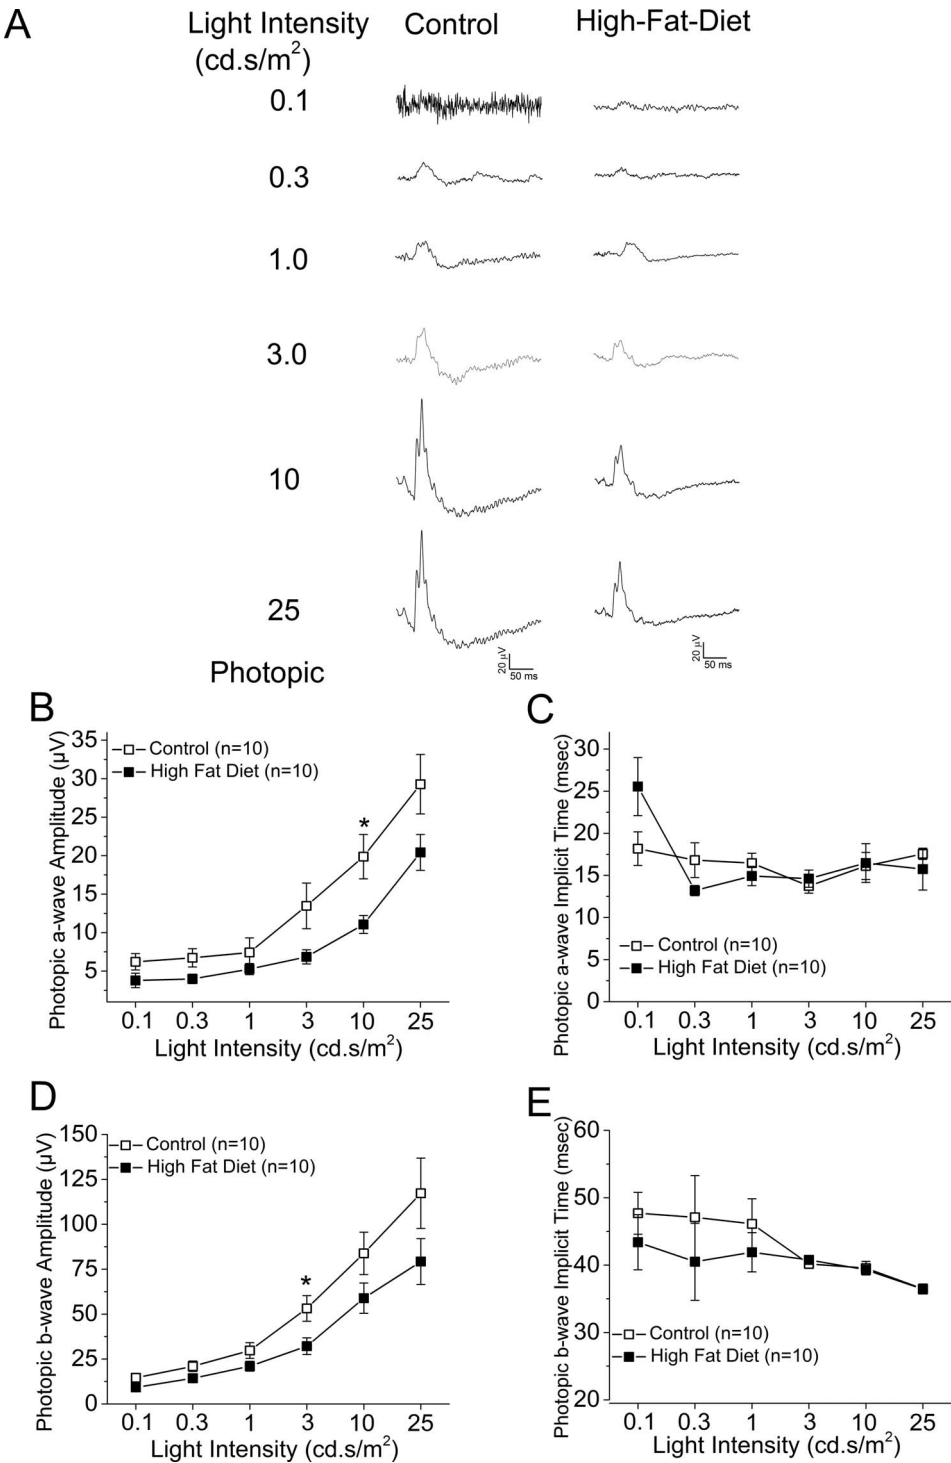 A
Light Intensity
(cd.s/m²)
Control
High-Fat-Diet
0.1
0.3
1.0
3.0
10
25
Photopic
20 µV
50 ms
20 µV
50 ms
B
Photopic a-wave Amplitude (µV)
35
30
25
20
15
10
5
Control (n=10)
High Fat Diet (n=10)
*
0.1 0.3 1 3 10 25
Light Intensity (cd.s/m²)
C
Photopic a-wave Implicit Time (msec)
30
25
20
15
10
5
0
Control (n=10)
High Fat Diet (n=10)
0.1 0.3 1 3 10 25
Light Intensity (cd.s/m²)
D
Photopic b-wave Amplitude (µV)
150
125
100
75
50
25
0
Control (n=10)
High Fat Diet (n=10)
*
0.1 0.3 1 3 10 25
Light Intensity (cd.s/m²)
E
Photopic b-wave Implicit Time (msec)
60
50
40
30
20
Control (n=10)
High Fat Diet (n=10)
0.1 0.3 1 3 10 25
Light Intensity (cd.s/m²)